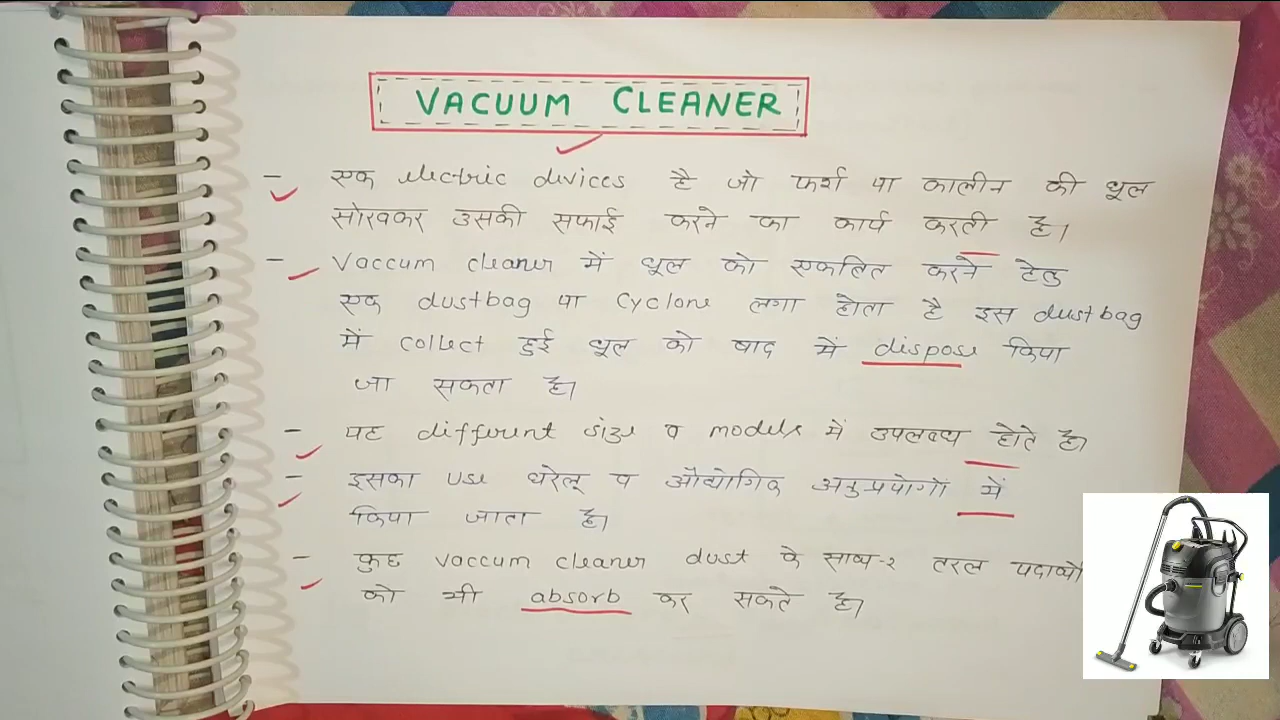 VACUUM CLEANER
- एक electric devices है जो फर्श या कालीन की धूल
सोखकर उसकी सफाई करने का कार्य करती है।
- Vaccum cleaner में धूल को एकत्रित करने हेतु
एक dustbag या cyclone लगा होता है इस dustbag
में collect हुई धूल को बाद में dispose किया
जा सकता है।
- यह different size व models में उपलब्ध होते है।
- इसका use घरेलू व औद्योगिक अनुप्रयोगों में
किया जाता है।
- कुछ vaccum cleaner dust के साथ-2 तरल पदार्थो
को भी absorb कर सकते है।